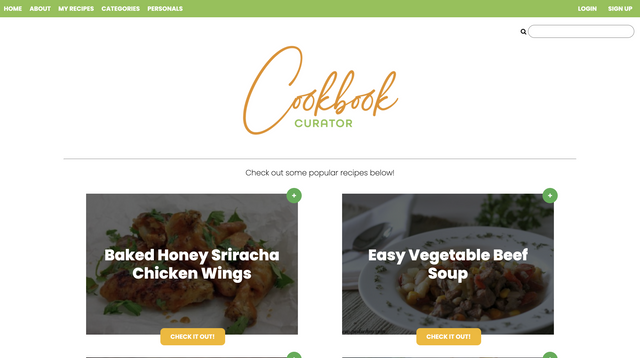 HOME ABOUT MY RECIPES CATEGORIES PERSONALS LOGIN SIGN UP
Cookbook
CURATOR
Check out some popular recipes below!
+ +
Baked Honey Sriracha
Chicken Wings
Easy Vegetable Beef
Soup
CHECK IT OUT! CHECK IT OUT!